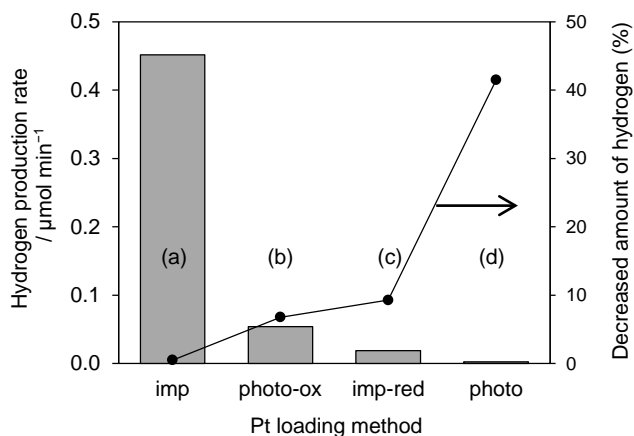 Hydrogen production rate
/ μmol min⁻¹
0.5
0.4
0.3
0.2
0.1
0.0
(a)
(b)
(c)
(d)
50
40
30
20
10
0
Decreased amount of hydrogen (%)
imp
photo-ox
imp-red
photo
Pt loading method